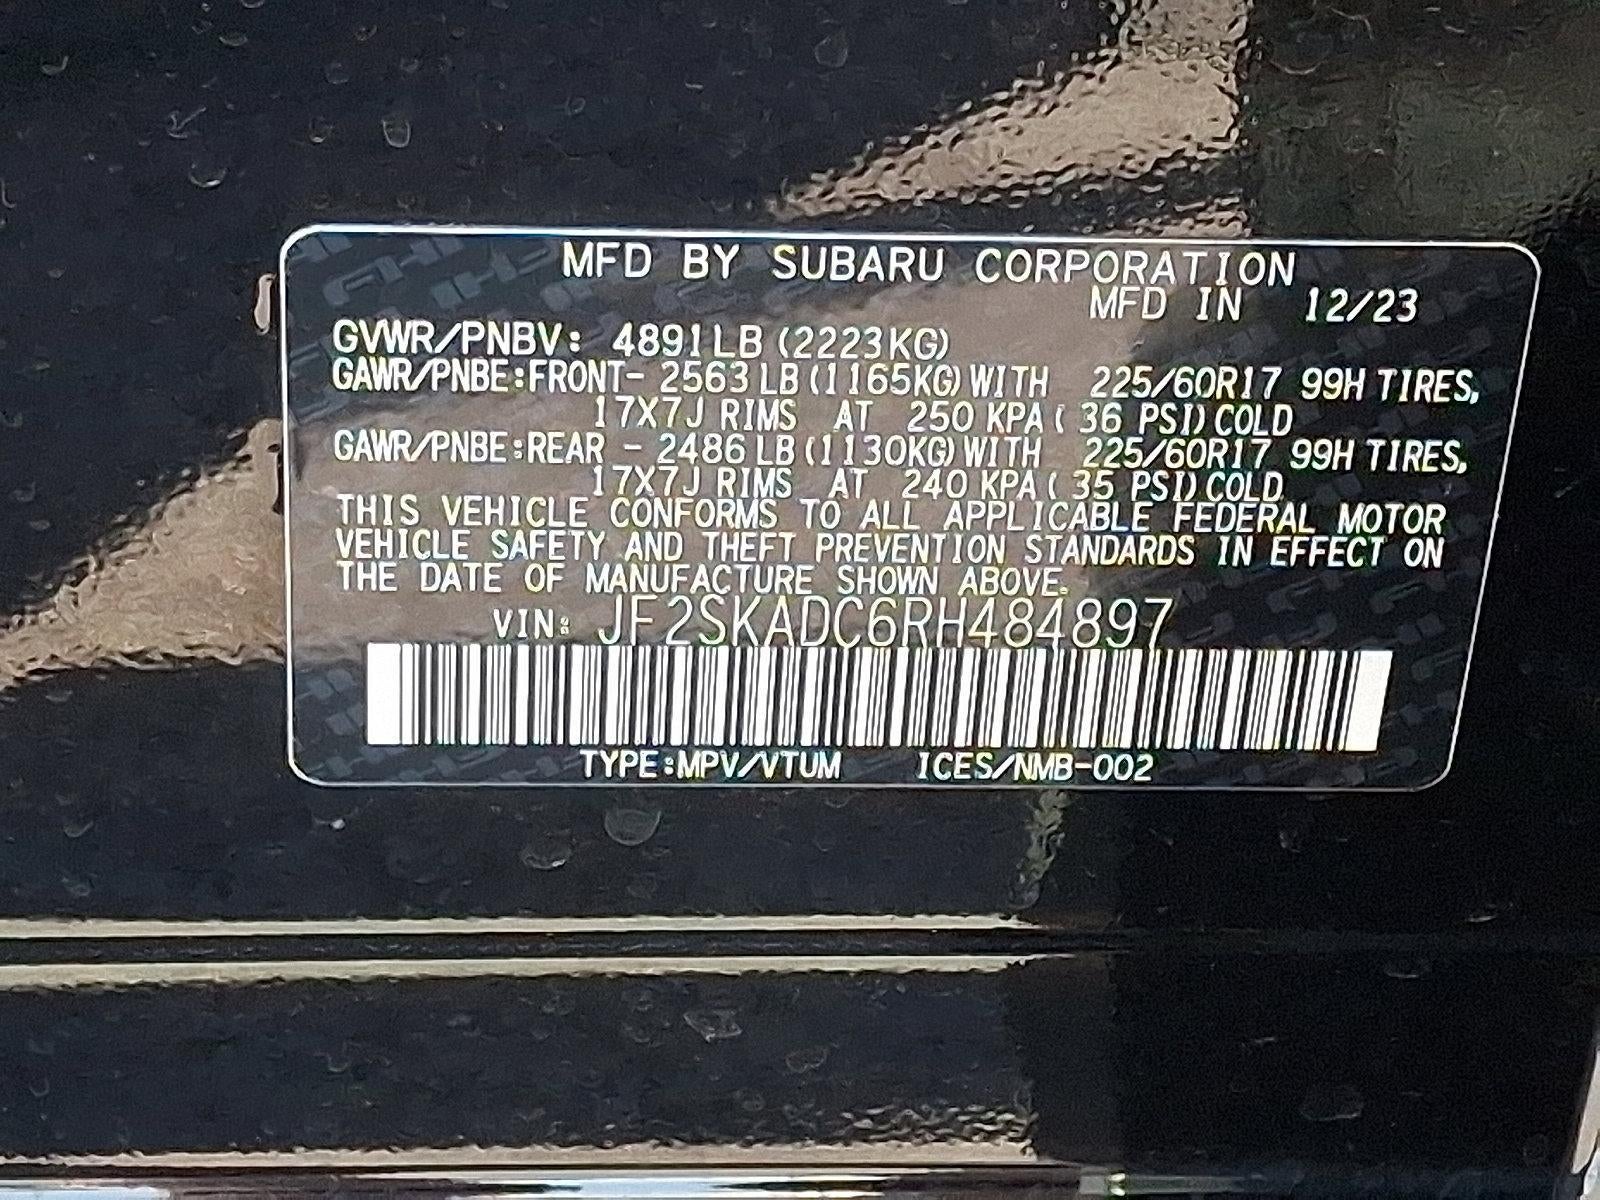 MFD BY SUBARU CORPORATION
MFD IN 12/23
GVWR/PNBV: 4891LB (2223KG)
GAWR/PNBE:FRONT- 2563 LB (1165KG) WITH 225/60R17 99H TIRES,
17X7J RIMS AT 250 KPA ( 36 PSI) COLD
GAWR/PNBE:REAR - 2486 LB (1130KG) WITH 225/60R17 99H TIRES,
17X7J RIMS AT 240 KPA ( 35 PSI) COLD
THIS VEHICLE CONFORMS TO ALL APPLICABLE FEDERAL MOTOR
VEHICLE SAFETY AND THEFT PREVENTION STANDARDS IN EFFECT ON
THE DATE OF MANUFACTURE SHOWN ABOVE.
VIN: JF2SKADC6RH484897
TYPE:MPV/VTUM ICES/NMB-002